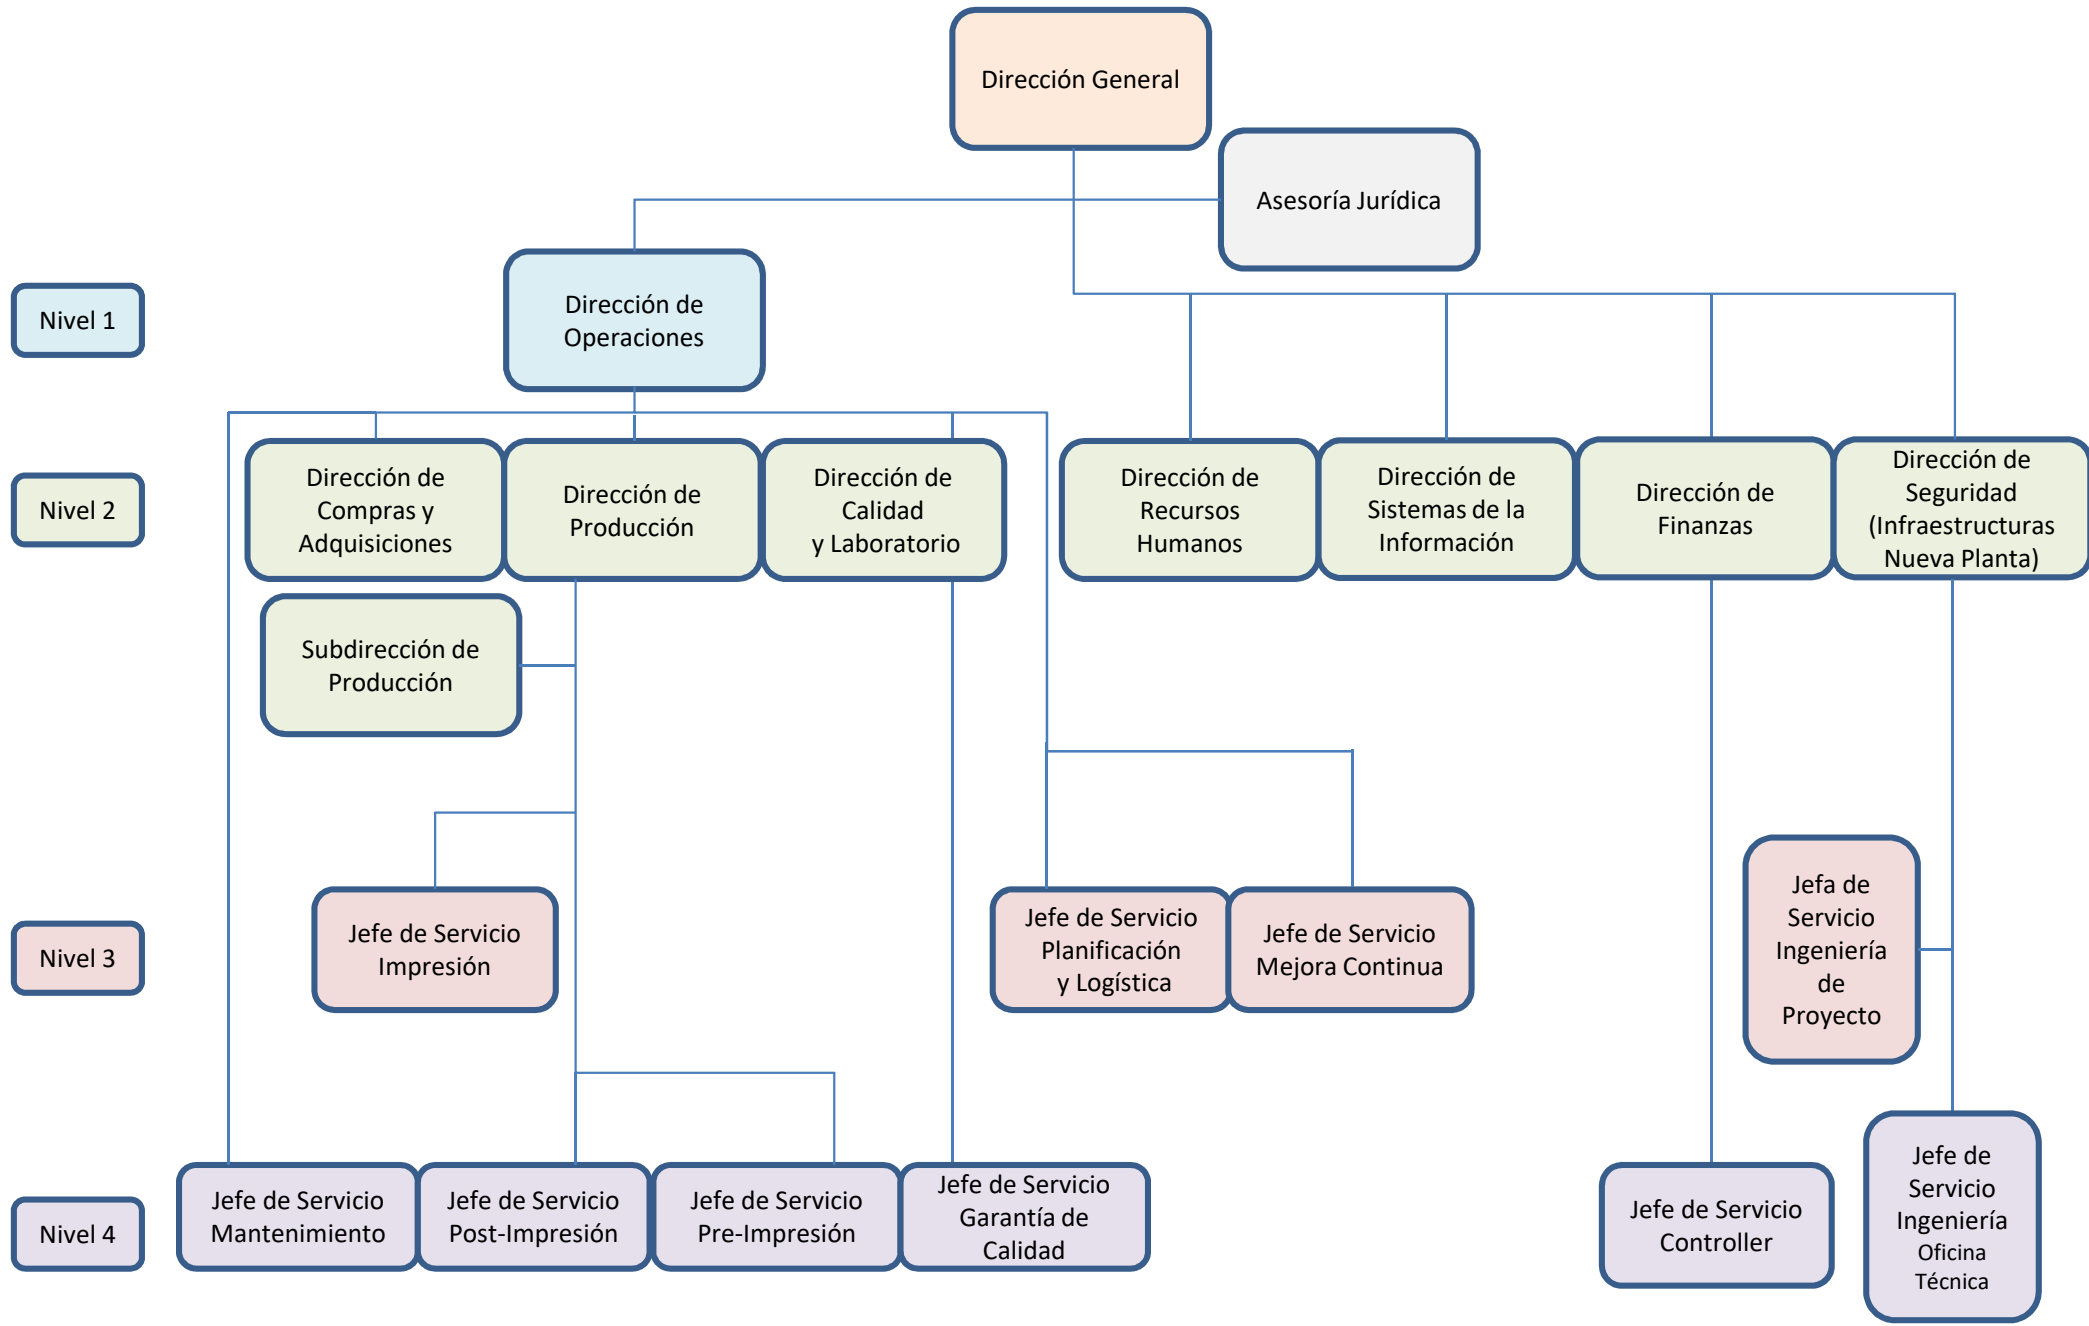 Dirección General
Asesoría Jurídica
Nivel 1
Dirección de
Operaciones
Nivel 2
Dirección de
Compras y
Adquisiciones
Dirección de
Producción
Dirección de
Calidad
y Laboratorio
Dirección de
Recursos
Humanos
Dirección de
Sistemas de la
Información
Dirección de
Finanzas
Dirección de
Seguridad
(Infraestructuras
Nueva Planta)
Subdirección de
Producción
Nivel 3
Jefe de Servicio
Impresión
Jefe de Servicio
Planificación
y Logística
Jefe de Servicio
Mejora Continua
Jefa de
Servicio
Ingeniería
de
Proyecto
Nivel 4
Jefe de Servicio
Mantenimiento
Jefe de Servicio
Post-Impresión
Jefe de Servicio
Pre-Impresión
Jefe de Servicio
Garantía de
Calidad
Jefe de Servicio
Controller
Jefe de
Servicio
Ingeniería
Oficina
Técnica